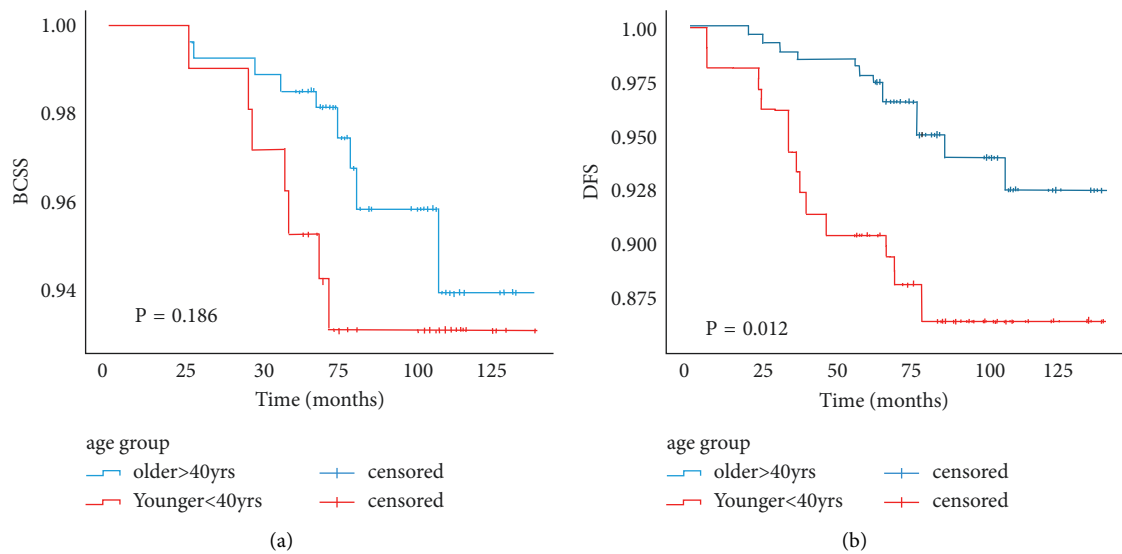 1.00
0.98
0.96
0.94
BCSS
P = 0.186
0 25 30 75 100 125
Time (months)
age group
older>40yrs censored
Younger<40yrs censored
(a)
1.00
0.975
0.950
0.928
0.900
0.875
DFS
P = 0.012
0 25 50 75 100 125
Time (months)
age group
older>40yrs censored
Younger<40yrs censored
(b)